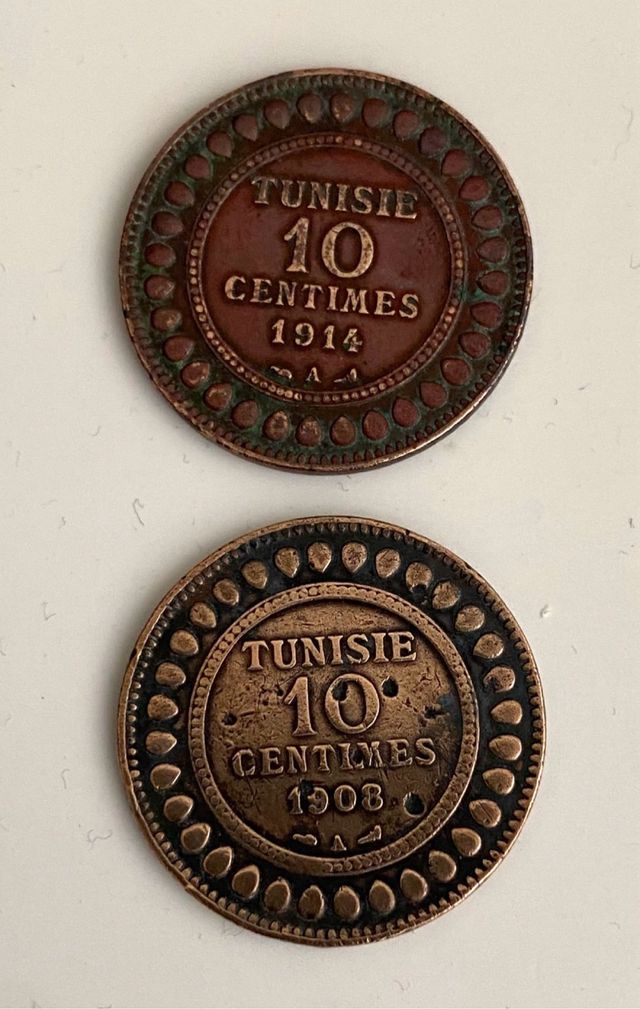 TUNISIE
10
CENTIMES
1914
A
TUNISIE
10
CENTIMES
1908
A